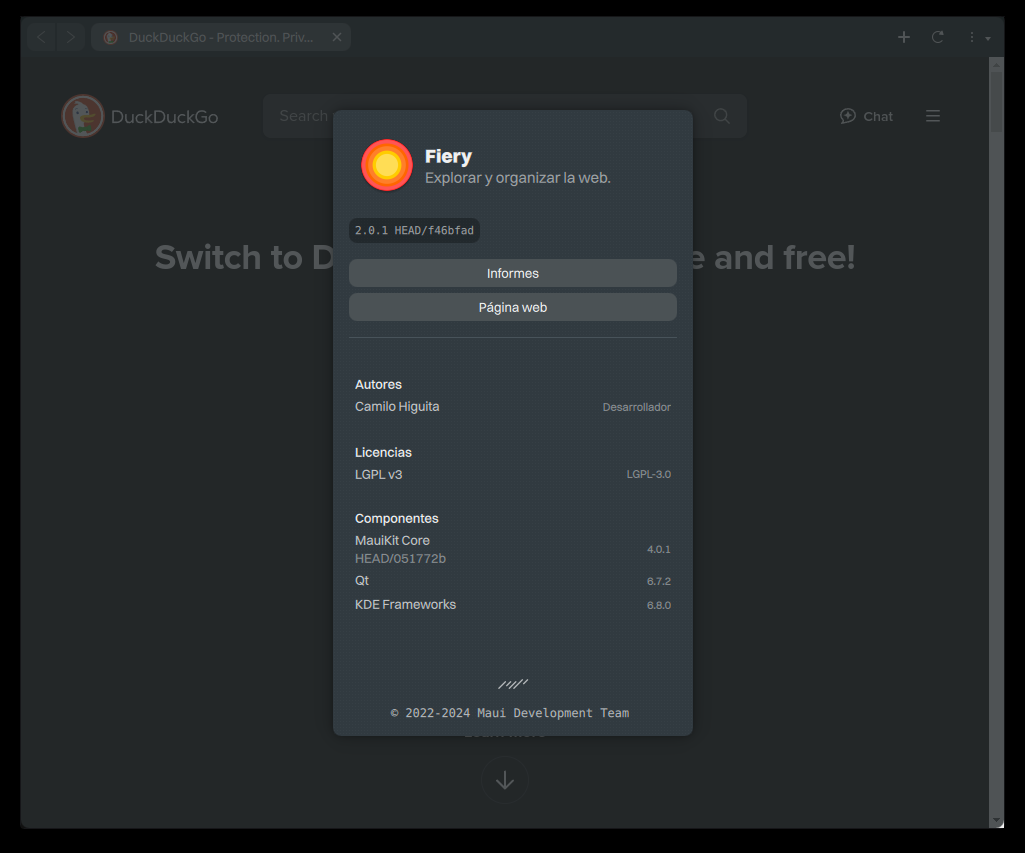 DuckDuckGo - Protection. Priv...
DuckDuckGo
Search
Chat
Fiery
Explorar y organizar la web.
2.0.1 HEAD/f46bfad
Switch to D
e and free!
Informes
Página web
Autores
Camilo Higuita
Desarrollador
Licencias
LGPL v3
LGPL-3.0
Componentes
MauiKit Core
HEAD/051772b
4.0.1
Qt
6.7.2
KDE Frameworks
6.8.0
© 2022-2024 Maui Development Team